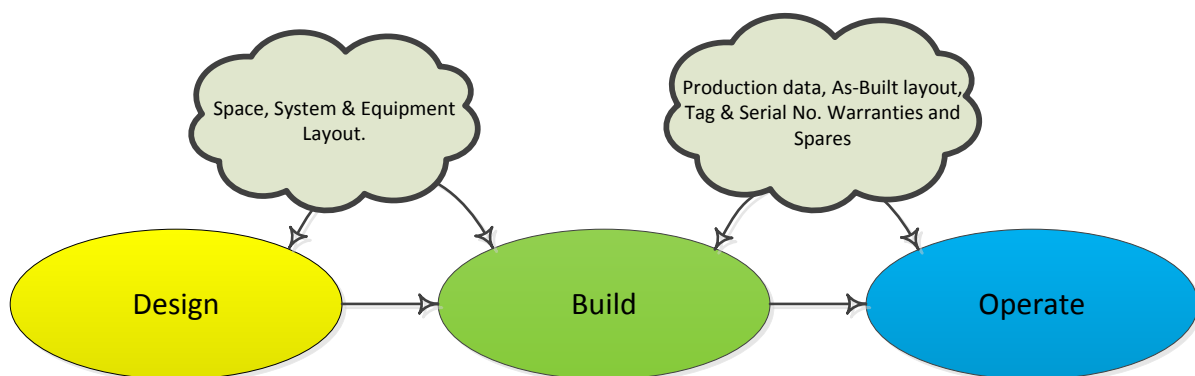 Space, System & Equipment
Layout.
Production data, As-Built layout,
Tag & Serial No. Warranties and
Spares
Design
Build
Operate